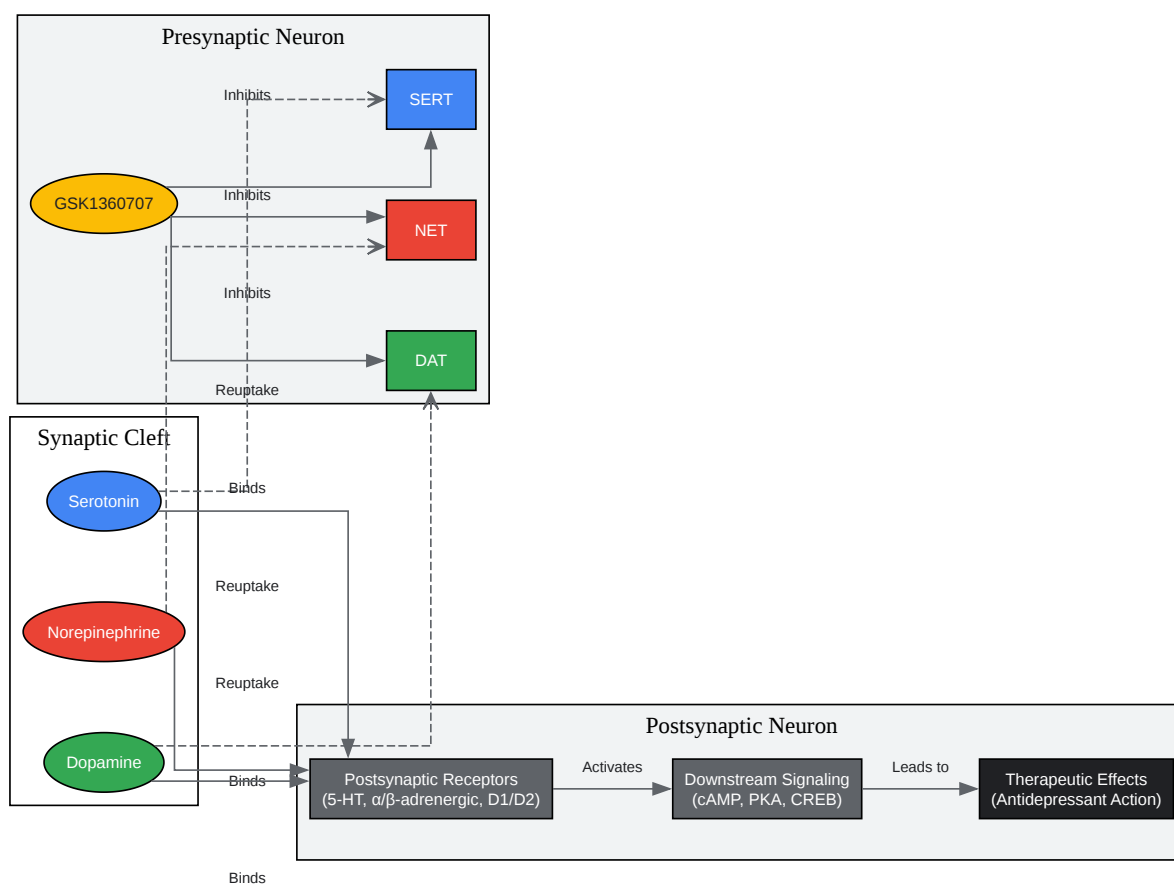 Presynaptic Neuron
Inhibits
SERT
GSK1360707
Inhibits
NET
Inhibits
DAT
Reuptake
Synaptic Cleft
Serotonin
Binds
Reuptake
Norepinephrine
Reuptake
Postsynaptic Neuron
Dopamine
Binds
Postsynaptic Receptors
(5-HT, α/β-adrenergic, D1/D2)
Activates
Downstream Signaling
(cAMP, PKA, CREB)
Leads to
Therapeutic Effects
(Antidepressant Action)
Binds